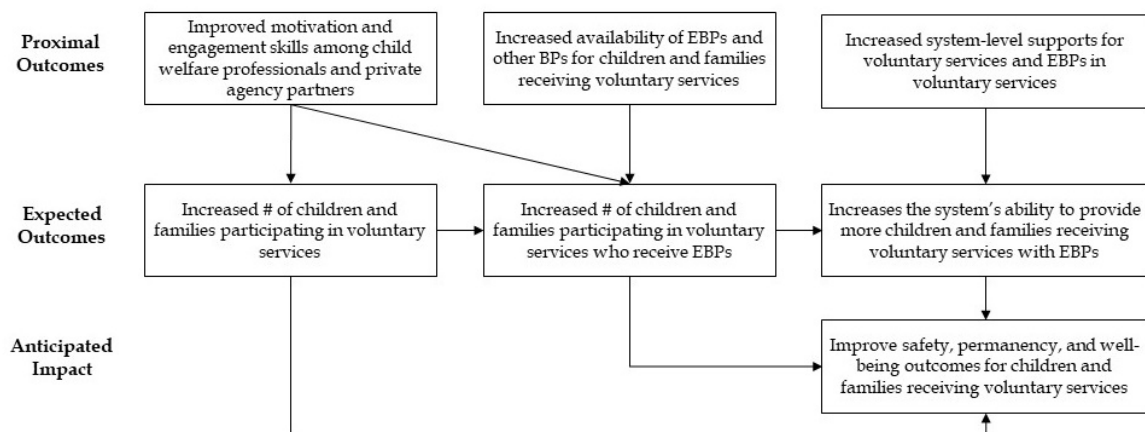 Proximal
Outcomes
Improved motivation and
engagement skills among child
welfare professionals and private
agency partners
Increased availability of EBPs and
other BPs for children and families
receiving voluntary services
Increased system-level supports for
voluntary services and EBPs in
voluntary services
Expected
Outcomes
Increased # of children and
families participating in voluntary
services
Increased # of children and
families participating in voluntary
services who receive EBPs
Increases the system's ability to provide
more children and families receiving
voluntary services with EBPs
Anticipated
Impact
Improve safety, permanency, and well-
being outcomes for children and
families receiving voluntary services